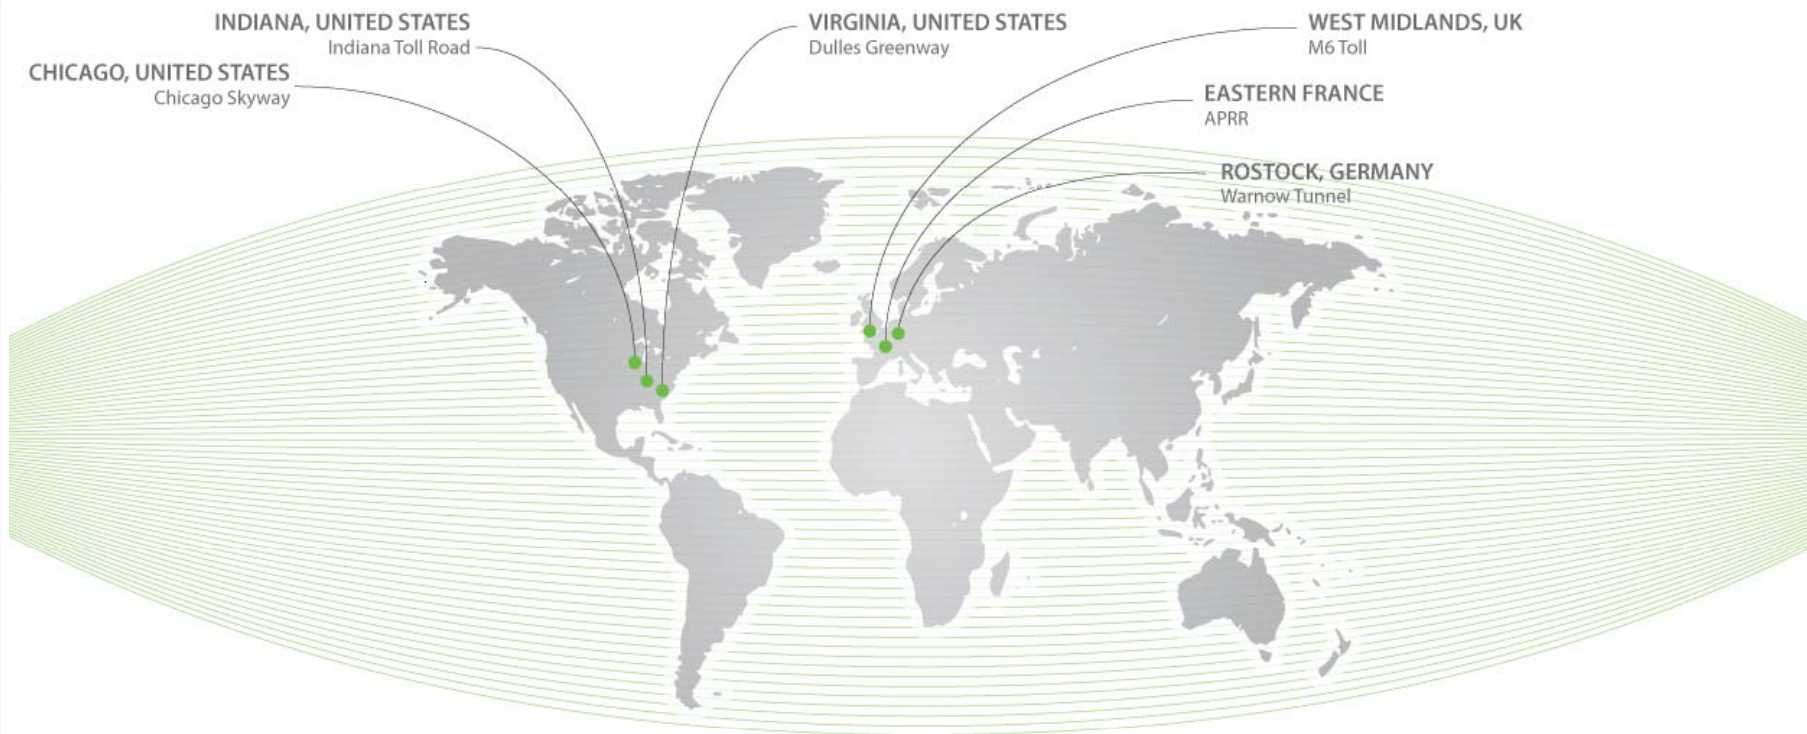 INDIANA, UNITED STATES
Indiana Toll Road
CHICAGO, UNITED STATES
Chicago Skyway
VIRGINIA, UNITED STATES
Dulles Greenway
WEST MIDLANDS, UK
M6 Toll
EASTERN FRANCE
APRR
ROSTOCK, GERMANY
Warnow Tunnel